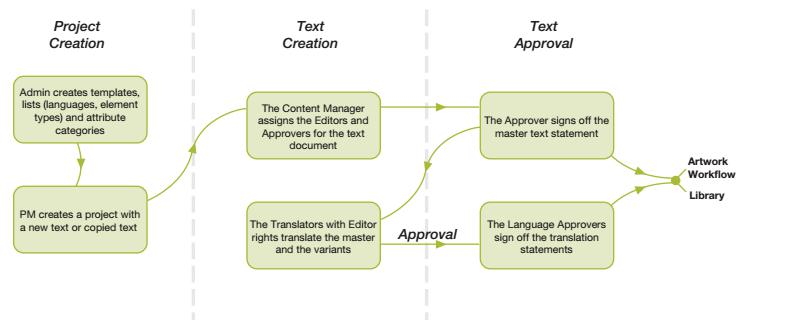 Project
Creation
Text
Creation
Text
Approval
Admin creates templates,
lists (languages, element
types) and attribute
categories
PM creates a project with
a new text or copied text
The Content Manager
assigns the Editors and
Approvers for the text
document
The Translators with Editor
rights translate the master
and the variants
Approval
The Approver signs off the
master text statement
The Language Approvers
sign off the translation
statements
Artwork
Workflow
Library